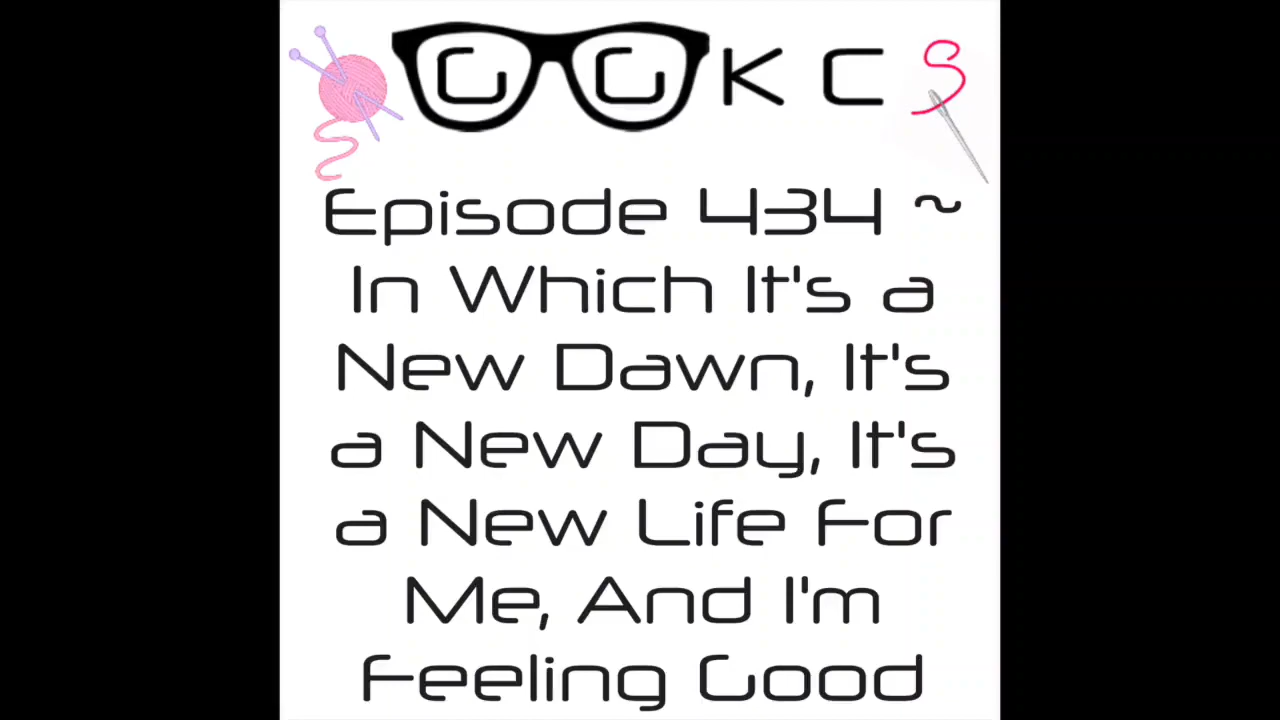 GGKCS
Episode 434 ~
In Which It's a
New Dawn, It's
a New Day, It's
a New Life For
Me, And I'm
Feeling Good